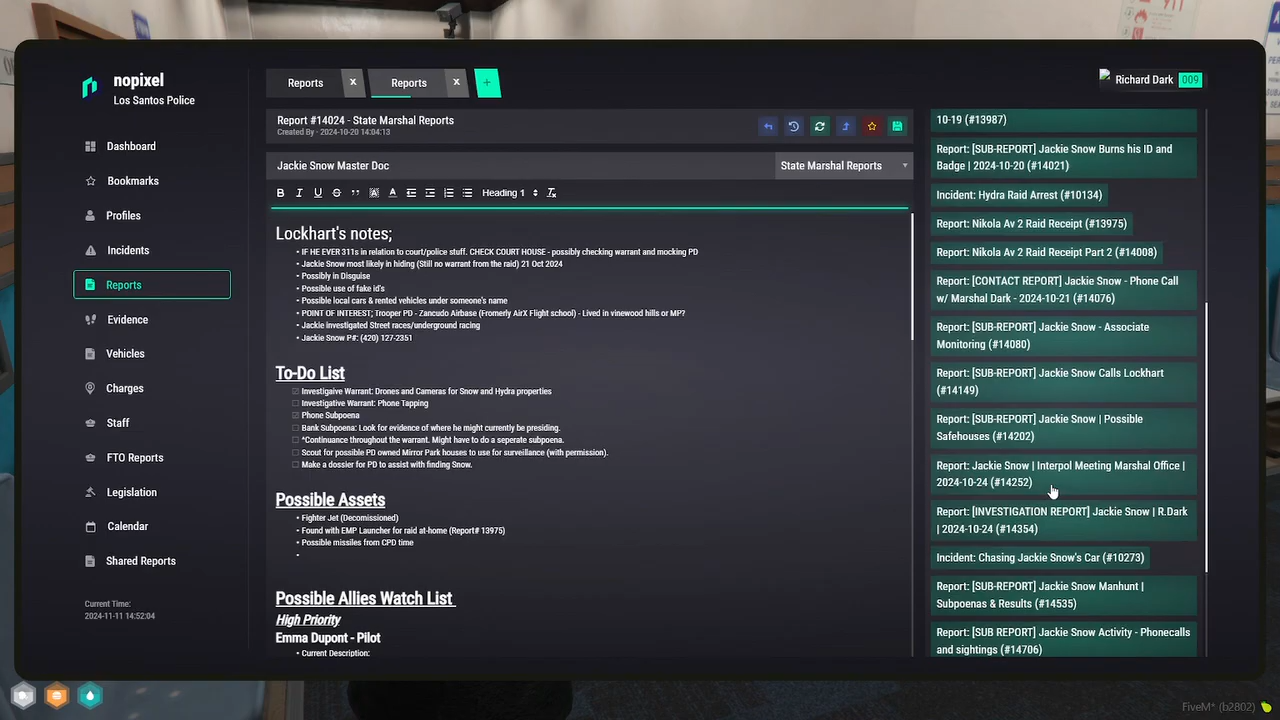 nopixel
Los Santos Police
Dashboard
Bookmarks
Profiles
Incidents
Reports
Evidence
Vehicles
Charges
Staff
FTO Reports
Legislation
Calendar
Shared Reports
Current Time:
2024-11-11 14:52:04
Reports x
Reports x
+
Richard Dark 009
Report #14024 - State Marshal Reports
Created By - 2024-10-20 14:04:13
Jackie Snow Master Doc
State Marshal Reports
Heading 1
Lockhart's notes;
• IF HE EVER 311s in relation to court/police stuff. CHECK COURT HOUSE - possibly checking warrant and mocking PD
• Jackie Snow most likely in hiding (Still no warrant from the raid) 21 Oct 2024
• Possibly in Disguise
• Possible use of fake id's
• Possible local cars & rented vehicles under someone's name
• POINT OF INTEREST; Trooper PD - Zancudo Airbase (Fromerly AirX Flight school) - Lived in vinewood hills or MP?
• Jackie investigated Street races/underground racing
• Jackie Snow P#: (420) 127-2351
To-Do List
Investigaive Warrant: Drones and Cameras for Snow and Hydra properties
Investigative Warrant: Phone Tapping
Phone Subpoena
Bank Subpoena: Look for evidence of where he might currently be presiding.
*Continuance throughout the warrant. Might have to do a seperate subpoena.
Scout for possible PD owned Mirror Park houses to use for surveillance (with permission).
Make a dossier for PD to assist with finding Snow.
Possible Assets
• Fighter Jet (Decomissioned)
• Found with EMP Launcher for raid at-home (Report# 13975)
• Possible missiles from CPD time
•
Possible Allies Watch List
High Priority
Emma Dupont - Pilot
• Current Description:
10-19 (#13987)
Report: [SUB-REPORT] Jackie Snow Burns his ID and
Badge | 2024-10-20 (#14021)
Incident: Hydra Raid Arrest (#10134)
Report: Nikola Av 2 Raid Receipt (#13975)
Report: Nikola Av 2 Raid Receipt Part 2 (#14008)
Report: [CONTACT REPORT] Jackie Snow - Phone Call
w/ Marshal Dark - 2024-10-21 (#14076)
Report: [SUB-REPORT] Jackie Snow - Associate
Monitoring (#14080)
Report: [SUB-REPORT] Jackie Snow Calls Lockhart
(#14149)
Report: [SUB-REPORT] Jackie Snow | Possible
Safehouses (#14202)
Report: Jackie Snow | Interpol Meeting Marshal Office |
2024-10-24 (#14252)
Report: [INVESTIGATION REPORT] Jackie Snow | R.Dark
| 2024-10-24 (#14354)
Incident: Chasing Jackie Snow's Car (#10273)
Report: [SUB-REPORT] Jackie Snow Manhunt |
Subpoenas & Results (#14535)
Report: [SUB REPORT] Jackie Snow Activity - Phonecalls
and sightings (#14706)
FiveM* (b2802)